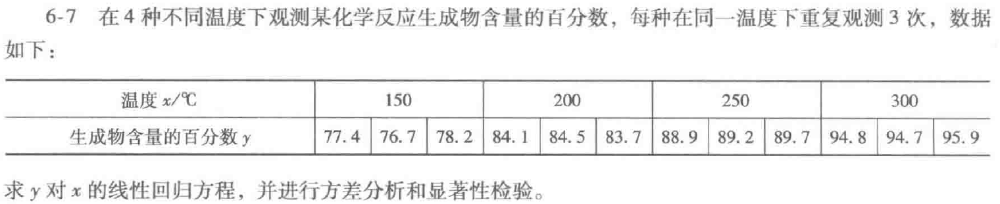 6-7 在4种不同温度下观测某化学反应生成物含量的百分数，每种在同一温度下重复观测3次，数据
如下：
温度 x/℃ 150 200 250 300
生成物含量的百分数 y 77.4 76.7 78.2 84.1 84.5 83.7 88.9 89.2 89.7 94.8 94.7 95.9
求 y 对 x 的线性回归方程，并进行方差分析和显著性检验。